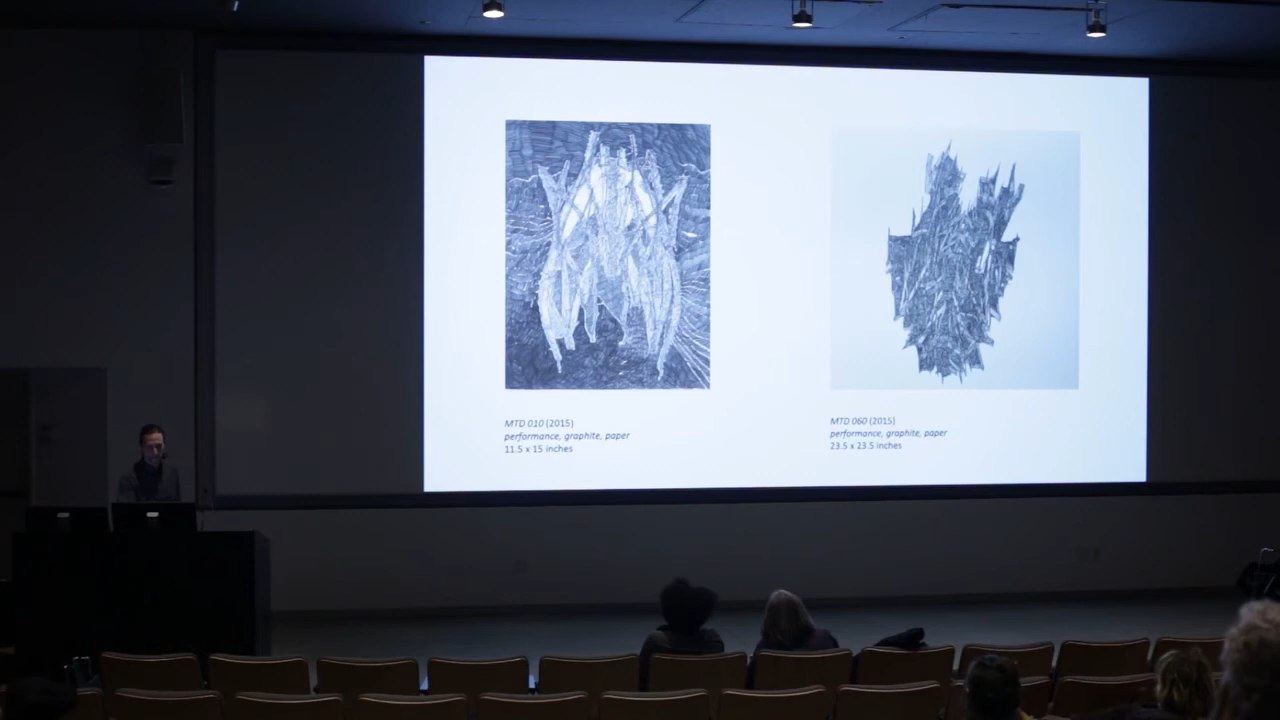 MTD 010 (2015)
performance, graphite, paper
11.5 x 15 inches
MTD 060 (2015)
performance, graphite, paper
23.5 x 23.5 inches